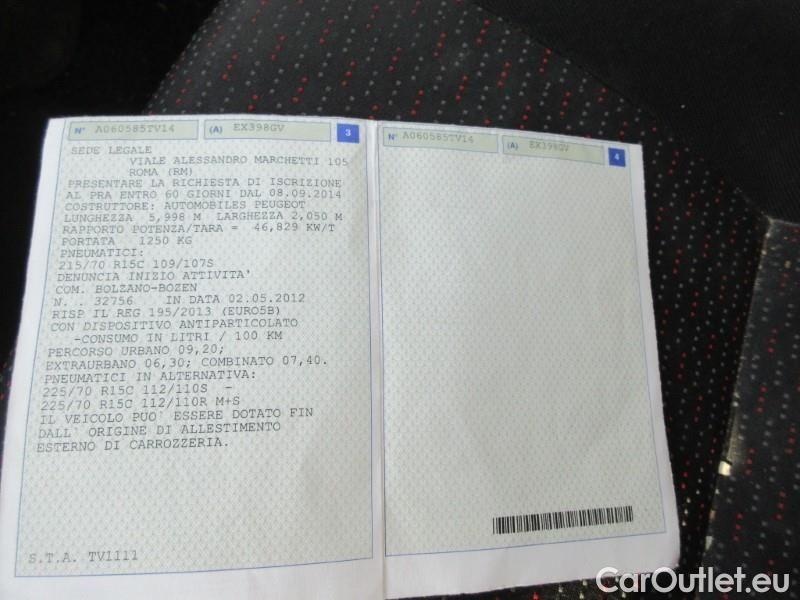 N° A060585TV14 (A) EX398GV 3
SEDE LEGALE
VIALE ALESSANDRO MARCHETTI 105
ROMA (RM)
PRESENTARE LA RICHIESTA DI ISCRIZIONE
AL PRA ENTRO 60 GIORNI DAL 08.09.2014
COSTRUTTORE: AUTOMOBILES PEUGEOT
LUNGHEZZA 5,998 M LARGHEZZA 2,050 M
RAPPORTO POTENZA/TARA = 46,829 KW/T
PORTATA 1250 KG
PNEUMATICI:
215/70 R15C 109/107S
DENUNCIA INIZIO ATTIVITA'
COM. BOLZANO-BOZEN
N. . 32756 IN DATA 02.05.2012
RISP IL REG 195/2013 (EURO5B)
CON DISPOSITIVO ANTIPARTICOLATO
-CONSUMO IN LITRI / 100 KM
PERCORSO URBANO 09,20;
EXTRAURBANO 06,30; COMBINATO 07,40.
PNEUMATICI IN ALTERNATIVA:
225/70 R15C 112/110S -
225/70 R15C 112/110R M+S
IL VEICOLO PUO' ESSERE DOTATO FIN
DALL' ORIGINE DI ALLESTIMENTO
ESTERNO DI CARROZZERIA.
S.T.A. TV1111
N° A060585TV14 (A) EX398GV 4
CarOutlet.eu